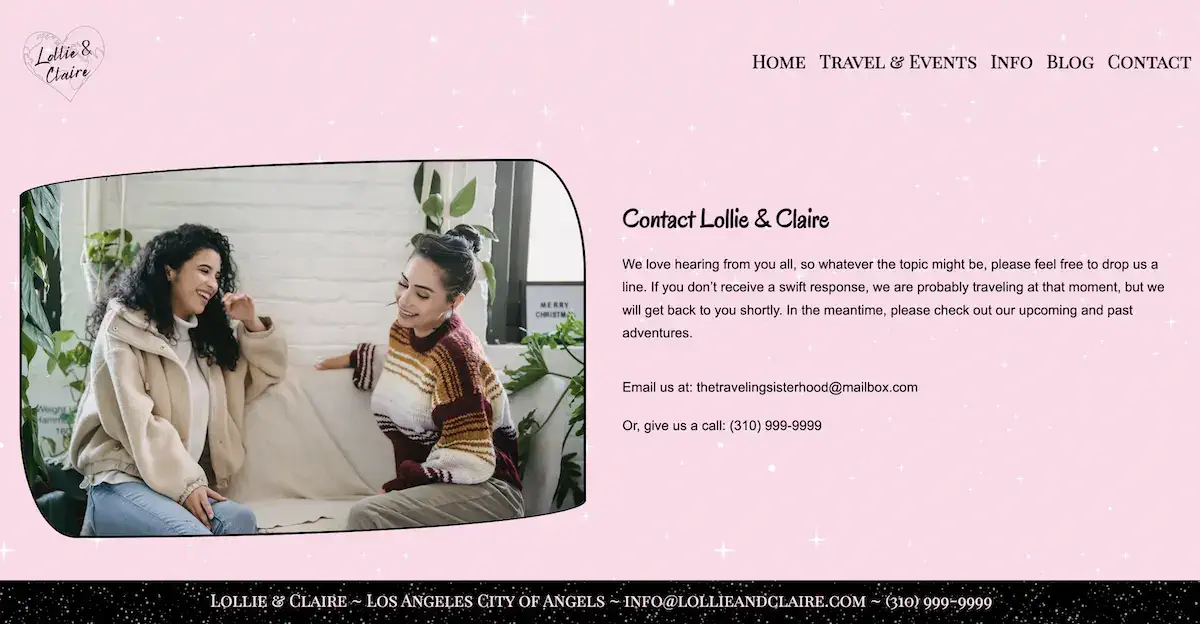 Lollie &
Claire
Home Travel & Events Info Blog Contact
Contact Lollie & Claire
We love hearing from you all, so whatever the topic might be, please feel free to drop us a
line. If you don’t receive a swift response, we are probably traveling at that moment, but we
will get back to you shortly. In the meantime, please check out our upcoming and past
adventures.
MERRY
CHRISTM
Email us at: thetravelingsisterhood@mailbox.com
Or, give us a call: (310) 999-9999
Lollie & Claire ~ Los Angeles City of Angels ~ info@lollieandclaire.com ~ (310) 999-9999